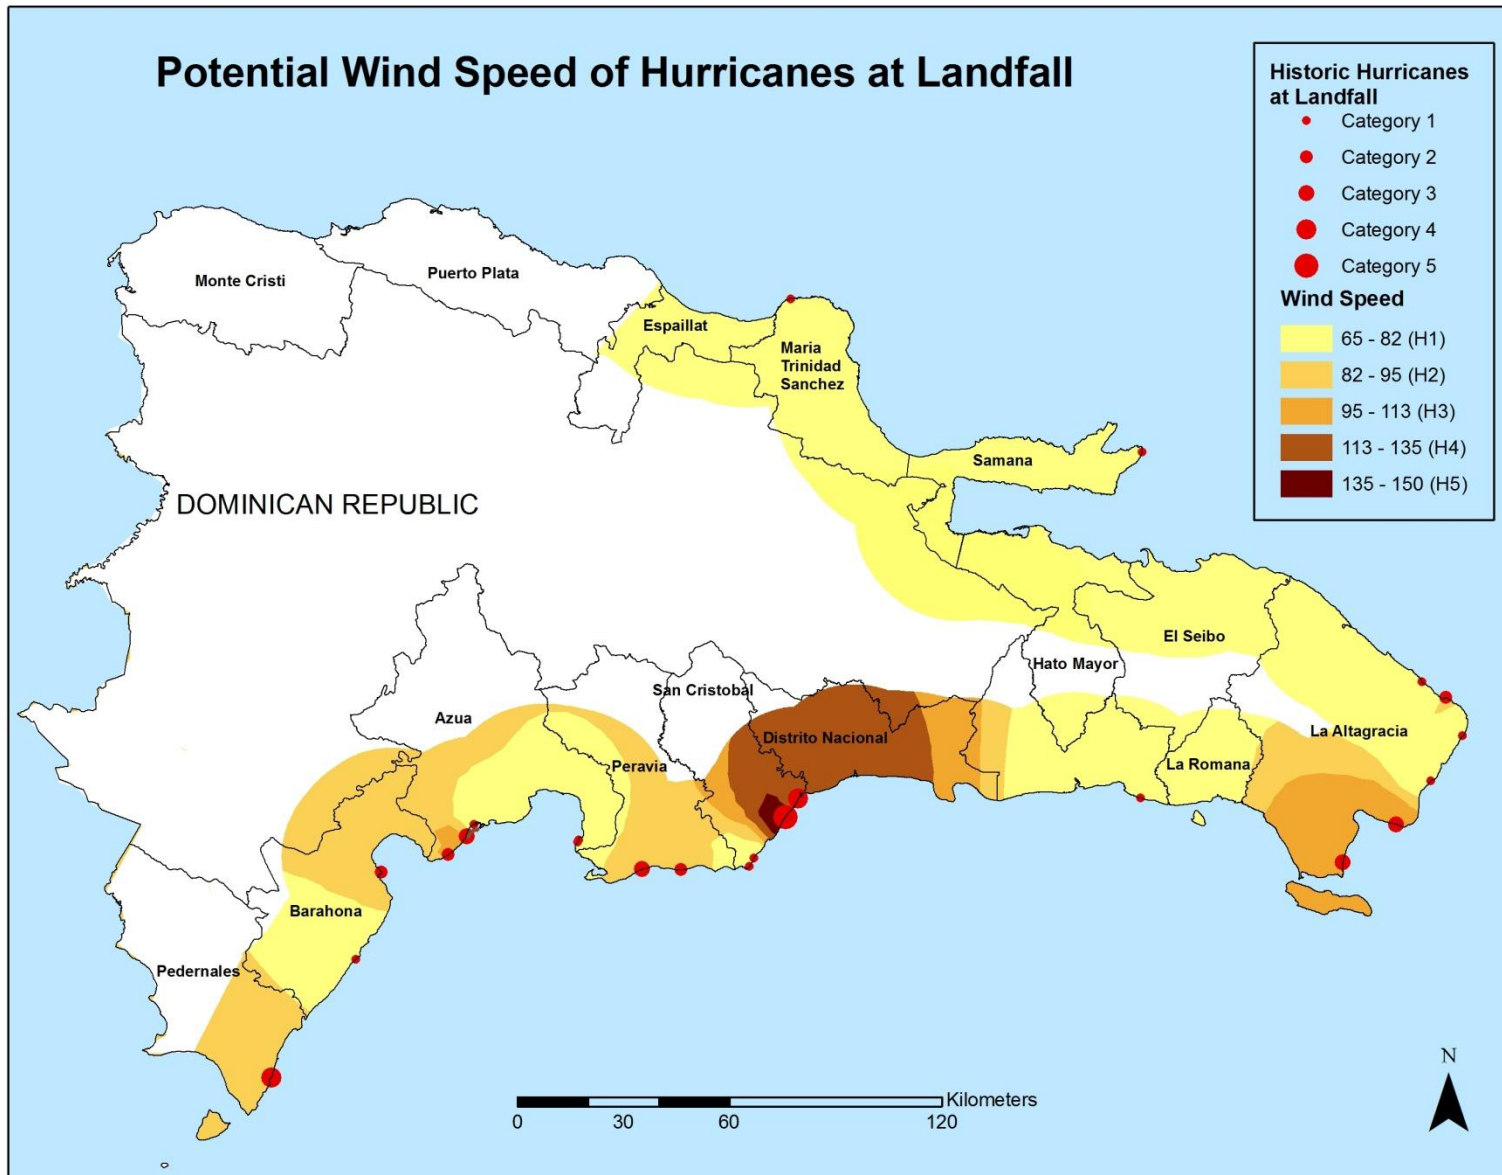 Potential Wind Speed of Hurricanes at Landfall
Historic Hurricanes
at Landfall
Category 1
Category 2
Category 3
Category 4
Category 5
Wind Speed
65 - 82 (H1)
82 - 95 (H2)
95 - 113 (H3)
113 - 135 (H4)
135 - 150 (H5)
Monte Cristi
Puerto Plata
Espaillat
Maria
Trinidad
Sanchez
Samana
DOMINICAN REPUBLIC
El Seibo
Hato Mayor
San Cristobal
Azua
La Altagracia
Distrito Nacional
Peravia
La Romana
Barahona
Pedernales
N
Kilometers
0 30 60 120